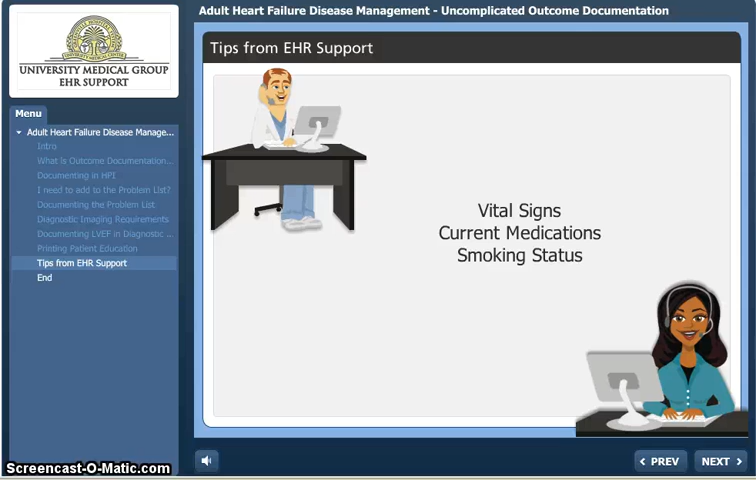 Adult Heart Failure Disease Management - Uncomplicated Outcome Documentation
UNIVERSITY MEDICAL GROUP
EHR SUPPORT
Menu
Adult Heart Failure Disease Manage...
Intro
What is Outcome Documentation...
Documenting in HPI
I need to add to the Problem List?
Documenting the Problem List
Diagnostic Imaging Requirements
Documenting LVEF in Diagnostic ...
Printing Patient Education
Tips from EHR Support
End
Tips from EHR Support
Vital Signs
Current Medications
Smoking Status
PREV
NEXT
Screencast-O-Matic.com